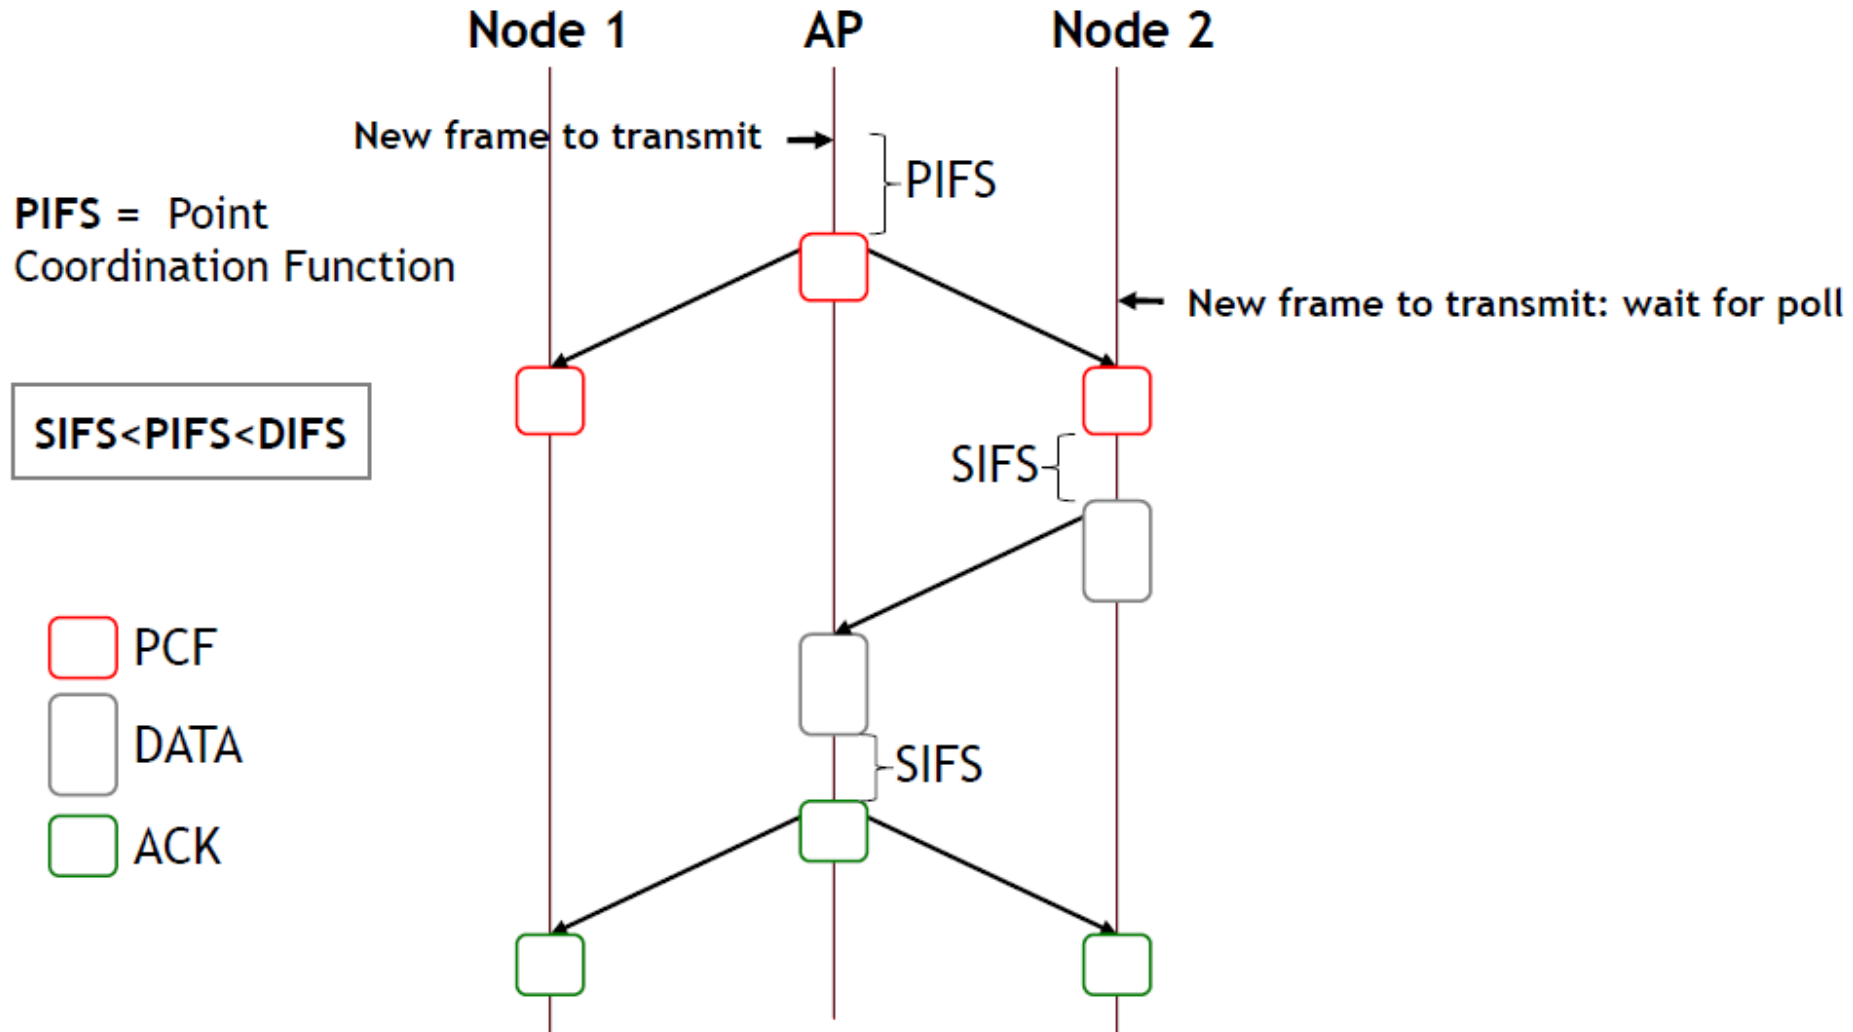 Node 1
AP
Node 2
New frame to transmit
PIFS
PIFS = Point
Coordination Function
New frame to transmit: wait for poll
SIFS<PIFS<DIFS
SIFS
PCF
DATA
SIFS
ACK